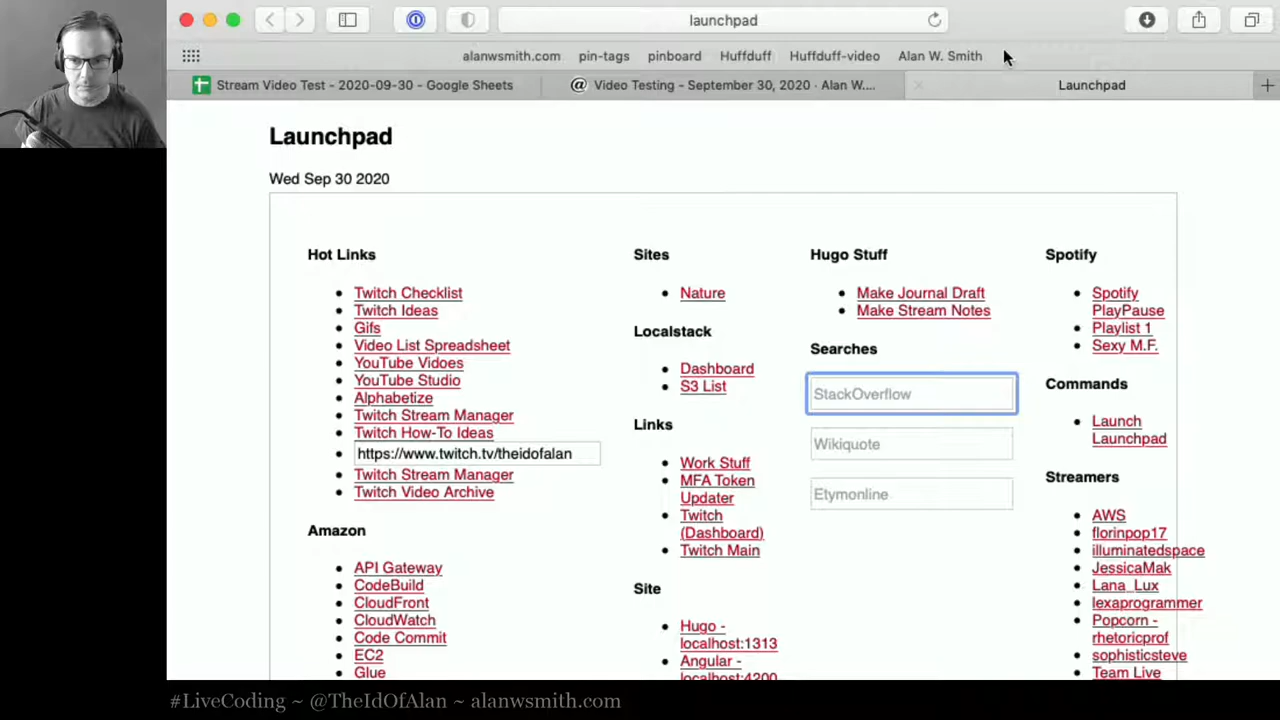 launchpad
alanwsmith.com pin-tags pinboard Huffduff Huffduff-video Alan W. Smith
Stream Video Test - 2020-09-30 - Google Sheets
@ Video Testing - September 30, 2020 · Alan W....
Launchpad
Launchpad
Wed Sep 30 2020
Hot Links
Twitch Checklist
Twitch Ideas
Gifs
Video List Spreadsheet
YouTube Vidoes
YouTube Studio
Alphabetize
Twitch Stream Manager
Twitch How-To Ideas
https://www.twitch.tv/theidofalan
Twitch Stream Manager
Twitch Video Archive
Amazon
API Gateway
CodeBuild
CloudFront
CloudWatch
Code Commit
EC2
Glue
Sites
Nature
Localstack
Dashboard
S3 List
Links
Work Stuff
MFA Token
Updater
Twitch
(Dashboard)
Twitch Main
Site
Hugo -
localhost:1313
Angular -
localhost:4200
Hugo Stuff
Make Journal Draft
Make Stream Notes
Searches
StackOverflow
Wikiquote
Etymonline
Spotify
Spotify
PlayPause
Playlist 1
Sexy M.F.
Commands
Launch
Launchpad
Streamers
AWS
florinpop17
illuminatedspace
JessicaMak
Lana_Lux
lexaprogrammer
Popcorn -
rhetoricprof
sophisticsteve
Team Live
#LiveCoding ~ @TheIdOfAlan ~ alanwsmith.com